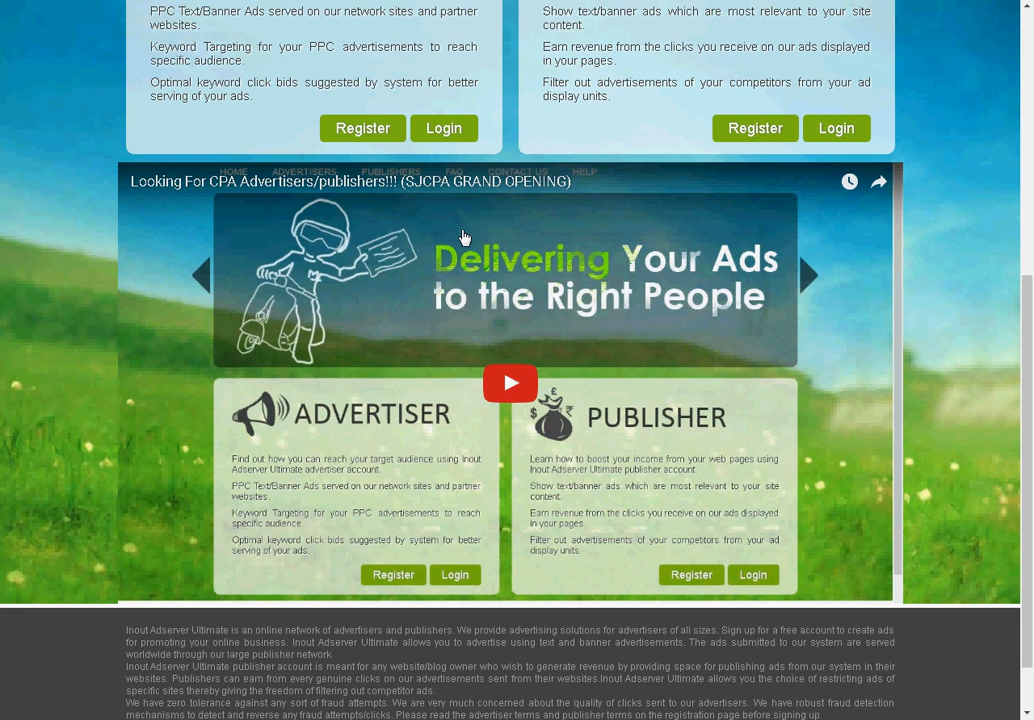 PPC Text/Banner Ads served on our network sites and partner
websites.
Keyword Targeting for your PPC advertisements to reach
specific audience.
Optimal keyword click bids suggested by system for better
serving of your ads.
Register Login
Show text/banner ads which are most relevant to your site
content.
Earn revenue from the clicks you receive on our ads displayed
in your pages.
Filter out advertisements of your competitors from your ad
display units.
Register Login
HOME ADVERTISERS PUBLISHERS FAQ CONTACT US HELP
Looking For CPA Advertisers/publishers!!! (SJCPA GRAND OPENING)
Delivering Your Ads
to the Right People
ADVERTISER
Find out how you can reach your target audience using Inout
Adserver Ultimate advertiser account.
PPC Text/Banner Ads served on our network sites and partner
websites.
Keyword Targeting for your PPC advertisements to reach
specific audience.
Optimal keyword click bids suggested by system for better
serving of your ads.
Register Login
PUBLISHER
Learn how to boost your income from your web pages using
Inout Adserver Ultimate publisher account.
Show text/banner ads which are most relevant to your site
content.
Earn revenue from the clicks you receive on our ads displayed
in your pages.
Filter out advertisements of your competitors from your ad
display units.
Register Login
Inout Adserver Ultimate is an online network of advertisers and publishers. We provide advertising solutions for advertisers of all sizes. Sign up for a free account to create ads
for promoting your online business. Inout Adserver Ultimate allows you to advertise using text and banner advertisements. The ads submitted to our system are served
worldwide through our large publisher network.
Inout Adserver Ultimate publisher account is meant for any website/blog owner who wish to generate revenue by providing space for publishing ads from our system in their
websites. Publishers can earn from every genuine clicks on our advertisements sent from their websites.Inout Adserver Ultimate allows you the choice of restricting ads of
specific sites thereby giving the freedom of filtering out competitor ads.
We have zero tolerance against any sort of fraud attempts. We are very much concerned about the quality of clicks sent to our advertisers. We have robust fraud detection
mechanisms to detect and reverse any fraud attempts/clicks. Please read the advertiser terms and publisher terms on the registration page before signing up.